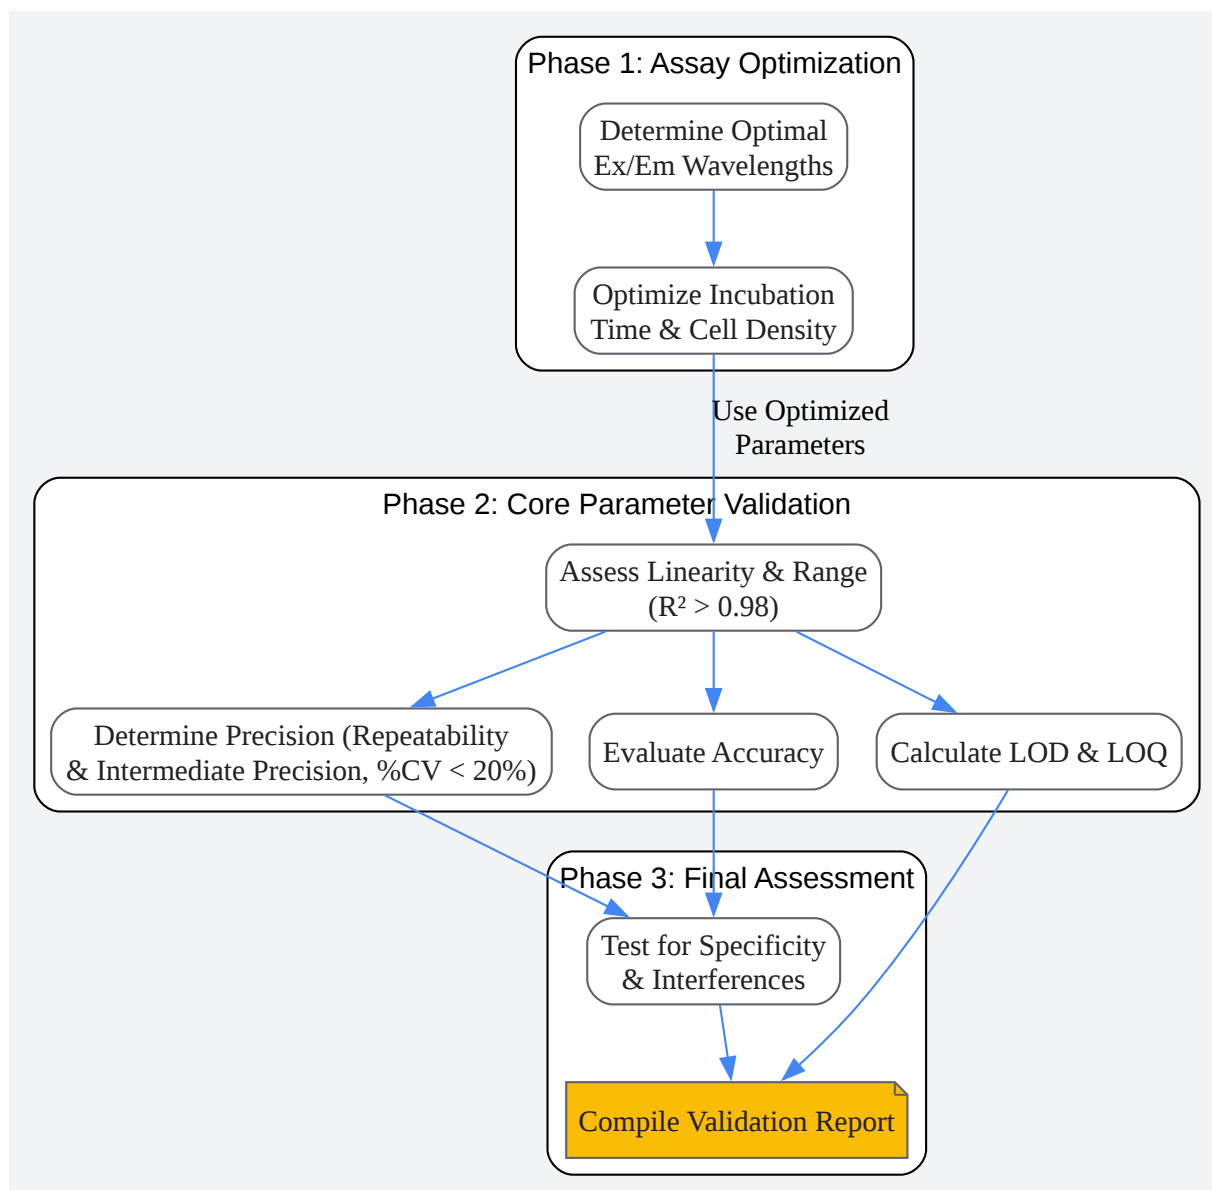 Phase 1: Assay Optimization
Determine Optimal
Ex/Em Wavelengths
Optimize Incubation
Time & Cell Density
Use Optimized
Parameters
Phase 2: Core Parameter Validation
Assess Linearity & Range
(R² > 0.98)
Determine Precision (Repeatability
& Intermediate Precision, %CV < 20%)
Evaluate Accuracy
Calculate LOD & LOQ
Phase 3: Final Assessment
Test for Specificity
& Interferences
Compile Validation Report